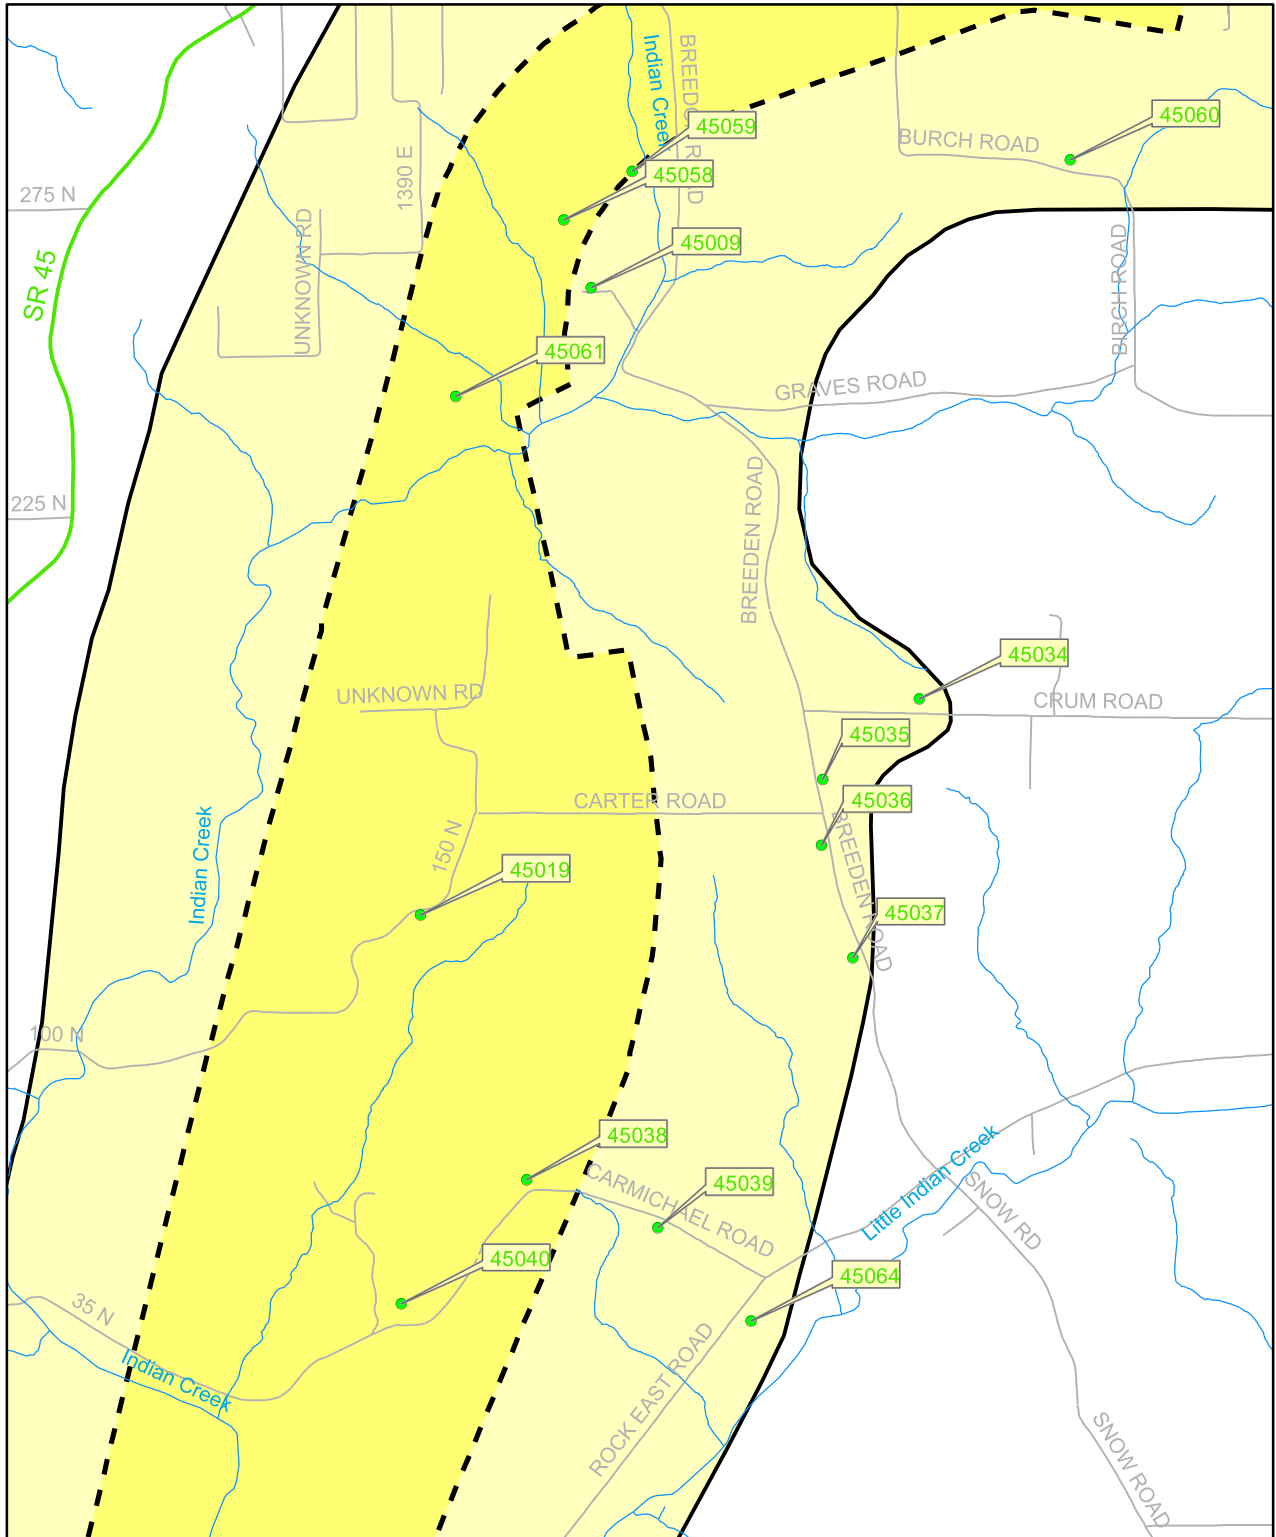 Indian Creek
BREEDEN ROAD
45059
45060
BURCH ROAD
1390 E
45058
275 N
UNKNOWN RD
45009
SR 45
BIRCH ROAD
45061
GRAVES ROAD
225 N
BREEDEN ROAD
45034
UNKNOWN RD
CRUM ROAD
45035
CARTER ROAD
45036
Indian Creek
150 N
BREEDEN ROAD
45019
45037
100 N
45038
Little Indian Creek
CARMICHAEL ROAD
45039
SNOW RD
45040
45064
35 N
Indian Creek
ROCK EAST ROAD
SNOW ROAD